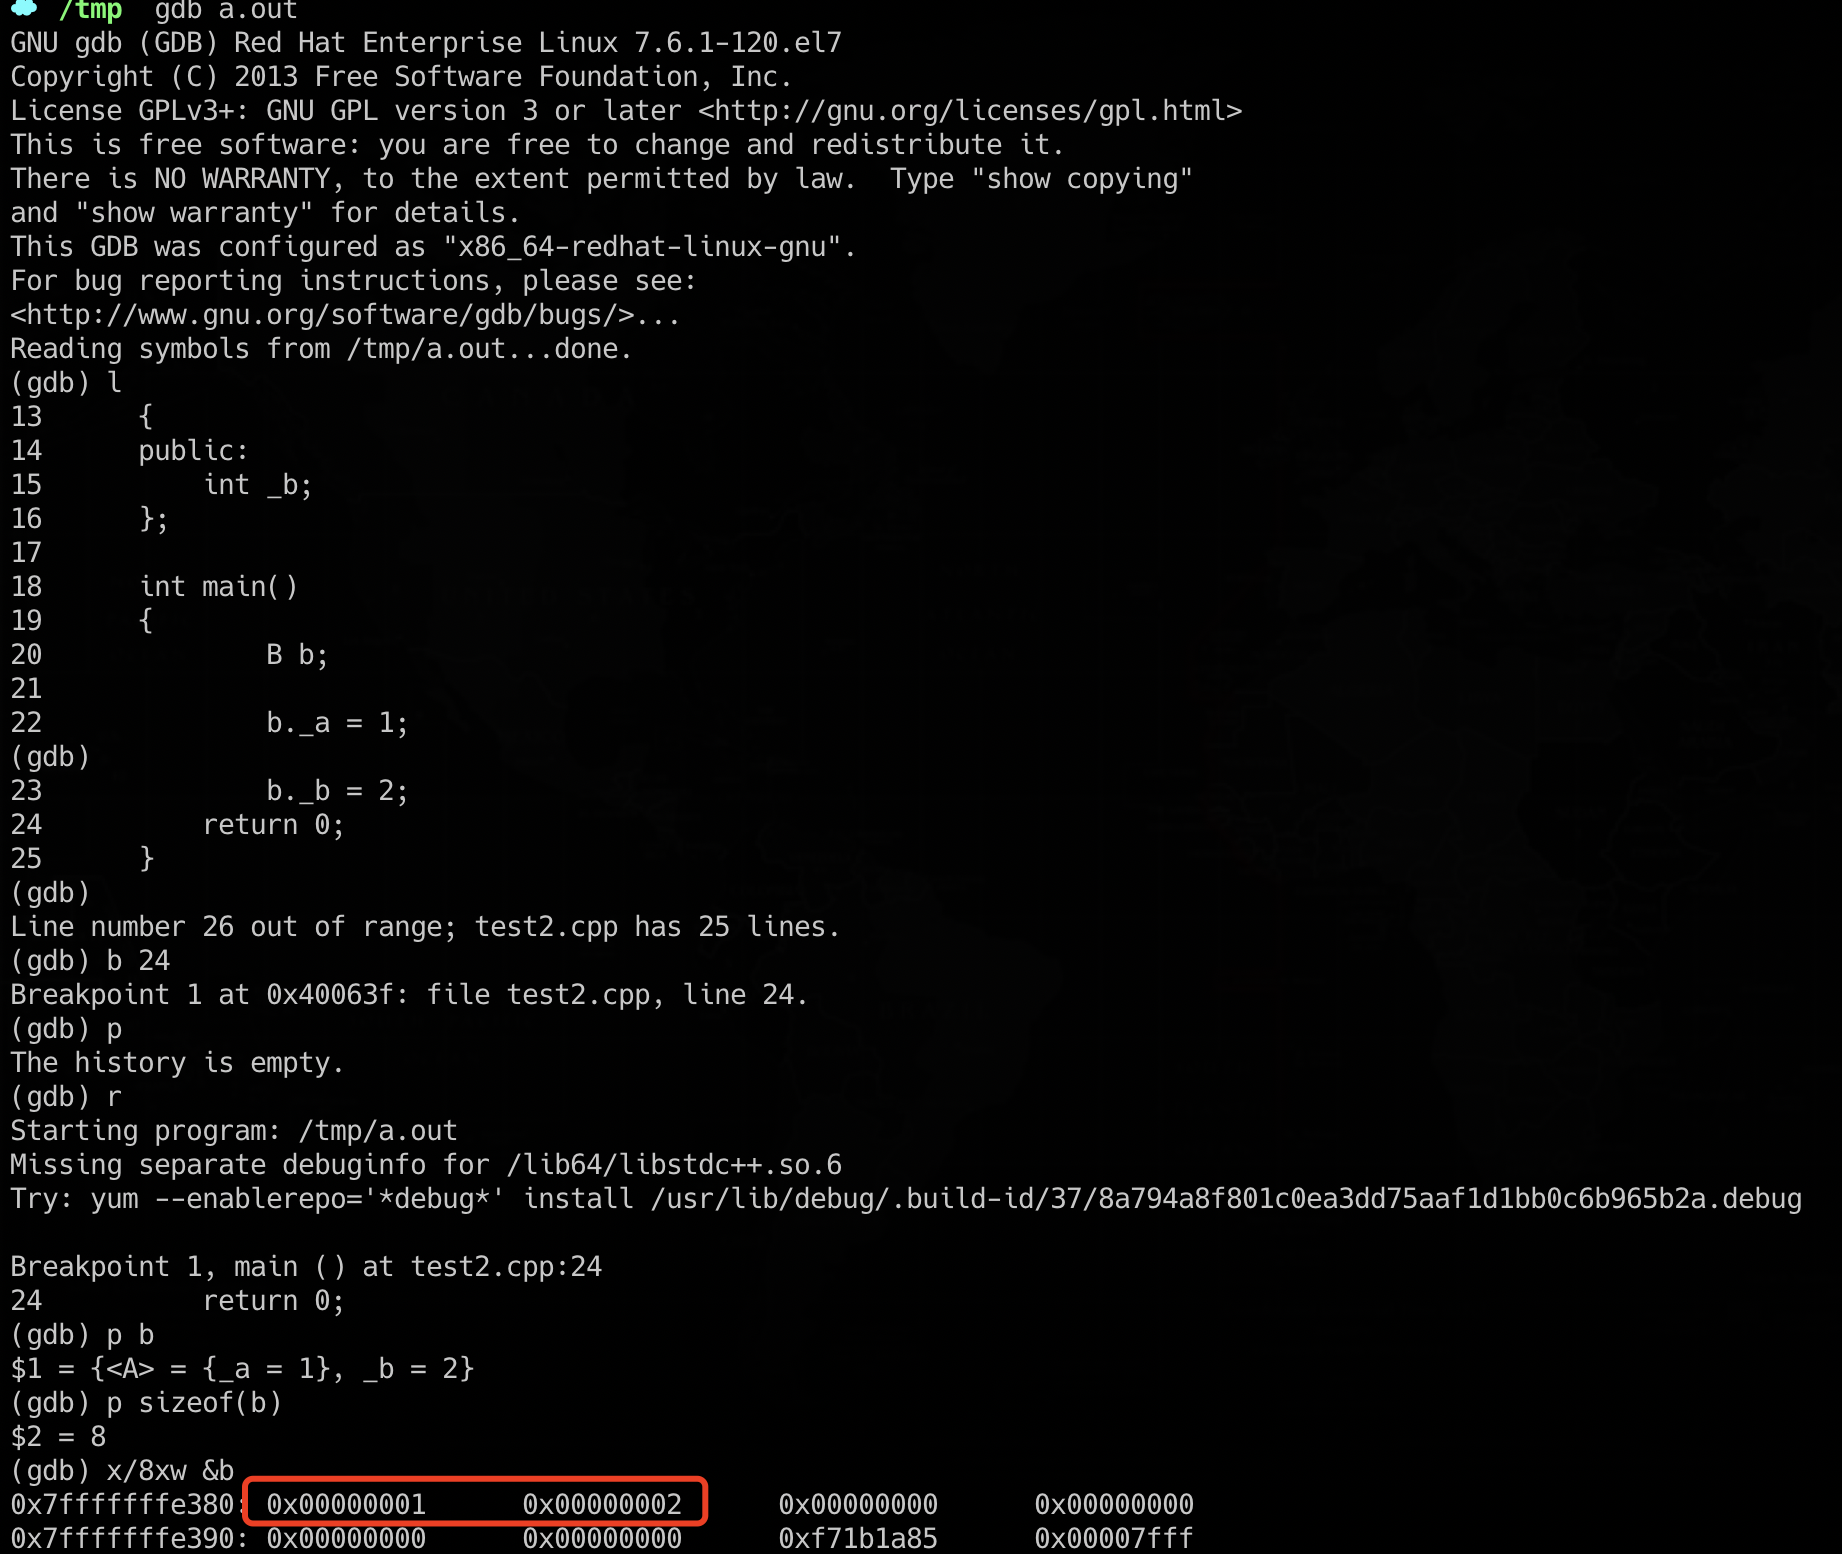 /tmp  gdb a.out
GNU gdb (GDB) Red Hat Enterprise Linux 7.6.1-120.el7
Copyright (C) 2013 Free Software Foundation, Inc.
License GPLv3+: GNU GPL version 3 or later <http://gnu.org/licenses/gpl.html>
This is free software: you are free to change and redistribute it.
There is NO WARRANTY, to the extent permitted by law.  Type "show copying"
and "show warranty" for details.
This GDB was configured as "x86_64-redhat-linux-gnu".
For bug reporting instructions, please see:
<http://www.gnu.org/software/gdb/bugs/>...
Reading symbols from /tmp/a.out...done.
(gdb) l
13      {
14      public:
15          int _b;
16      };
17
18      int main()
19      {
20              B b;
21
22              b._a = 1;
(gdb)
23              b._b = 2;
24          return 0;
25      }
(gdb)
Line number 26 out of range; test2.cpp has 25 lines.
(gdb) b 24
Breakpoint 1 at 0x40063f: file test2.cpp, line 24.
(gdb) p
The history is empty.
(gdb) r
Starting program: /tmp/a.out
Missing separate debuginfo for /lib64/libstdc++.so.6
Try: yum --enablerepo='*debug*' install /usr/lib/debug/.build-id/37/8a794a8f801c0ea3dd75aaf1d1bb0c6b965b2a.debug

Breakpoint 1, main () at test2.cpp:24
24          return 0;
(gdb) p b
$1 = {<A> = {_a = 1}, _b = 2}
(gdb) p sizeof(b)
$2 = 8
(gdb) x/8xw &b
0x7fffffffe380: 0x00000001      0x00000002      0x00000000      0x00000000
0x7fffffffe390: 0x00000000      0x00000000      0xf71b1a85      0x00007fff